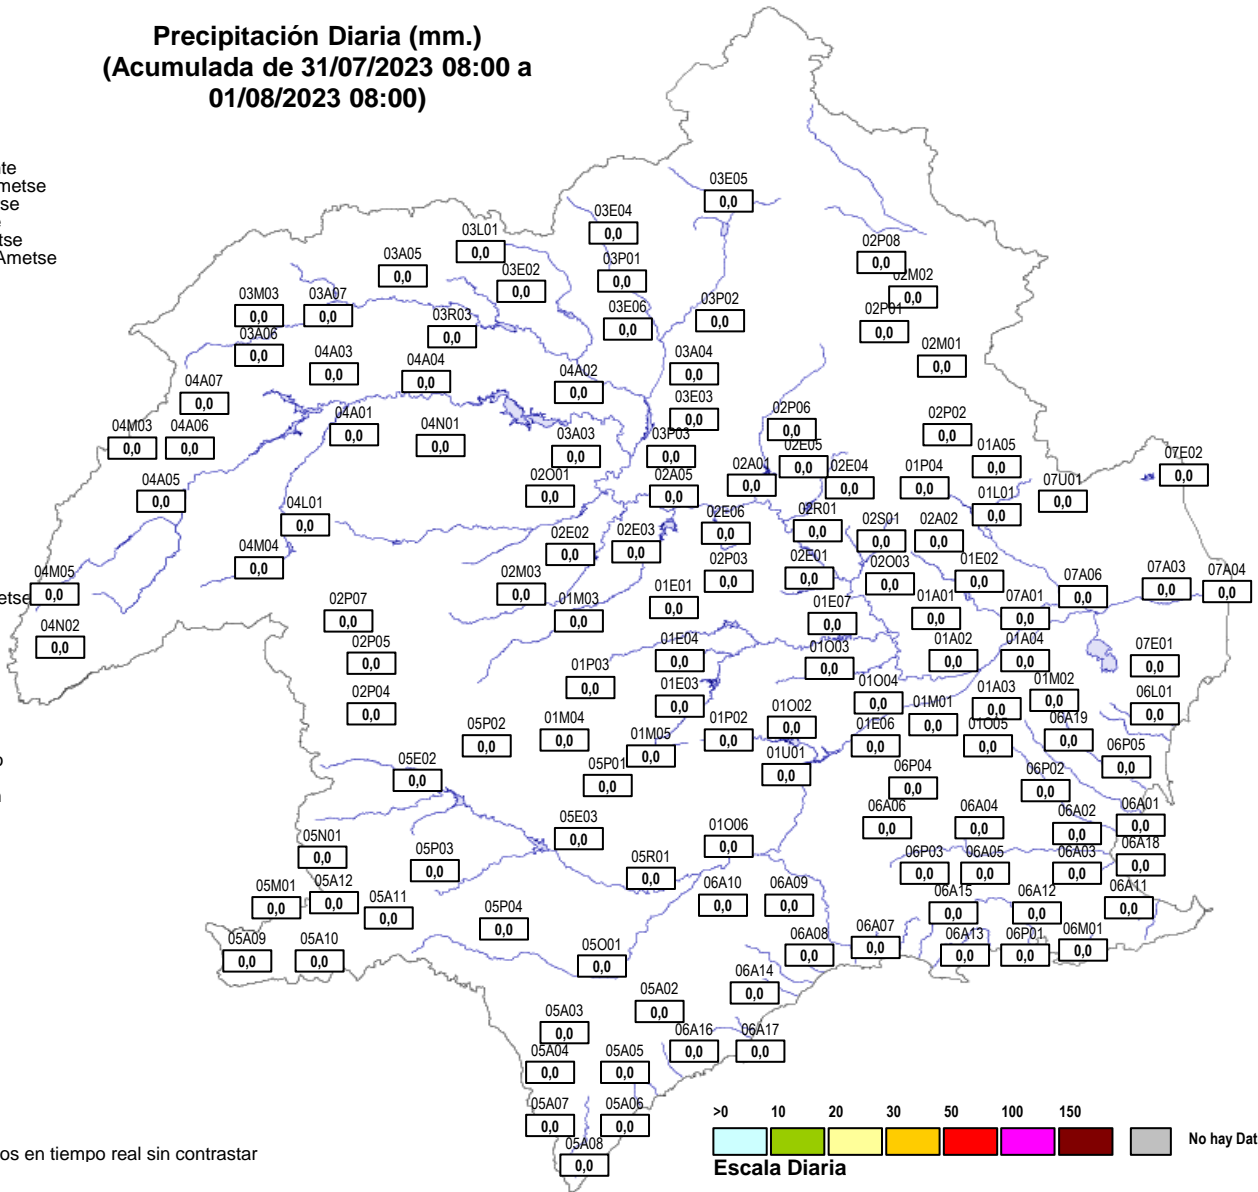 Precipitación Diaria (mm.)
(Acumulada de 31/07/2023 08:00 a
01/08/2023 08:00)
nte
metse
tse
e
tse
Ametse
03E05
0,0
03E04
0,0
03L01
0,0
03A05
0,0
03E02
0,0
03P01
0,0
02P08
0,0
02M02
0,0
03M03
0,0
03A07
0,0
03R03
0,0
03E06
0,0
03P02
0,0
02P01
0,0
03A06
0,0
04A03
0,0
04A04
0,0
03A04
0,0
02M01
0,0
04A07
0,0
04A02
0,0
03E03
0,0
04A01
0,0
04N01
0,0
02P06
0,0
02P02
0,0
04M03
0,0
04A06
0,0
03A03
0,0
03P03
0,0
02E05
0,0
01A05
0,0
07E02
0,0
04A05
0,0
02O01
0,0
02A05
0,0
02A01
0,0
02E04
0,0
01P04
0,0
01L01
0,0
07U01
0,0
04L01
0,0
02E06
0,0
02R01
0,0
02S01
0,0
02A02
0,0
02E02
0,0
02E03
0,0
04M04
0,0
04M05
0,0
etse
02M03
0,0
02P03
0,0
02E01
0,0
02O03
0,0
01E02
0,0
07A06
0,0
07A03
0,0
07A04
0,0
01M03
0,0
01E01
0,0
01E07
0,0
01A01
0,0
07A01
0,0
02P07
0,0
04N02
0,0
02P05
0,0
01E04
0,0
01O03
0,0
01A02
0,0
01A04
0,0
07E01
0,0
01P03
0,0
01E03
0,0
01O04
0,0
01A03
0,0
01M02
0,0
06L01
0,0
02P04
0,0
05P02
0,0
01M04
0,0
01M05
0,0
01P02
0,0
01O02
0,0
01E06
0,0
01M01
0,0
01O05
0,0
06A19
0,0
06P05
0,0
o
05E02
0,0
05P01
0,0
01U01
0,0
06P04
0,0
06P02
0,0
05E03
0,0
01O06
0,0
06A06
0,0
06A04
0,0
06A02
0,0
06A01
0,0
05N01
0,0
05P03
0,0
05R01
0,0
06P03
0,0
06A05
0,0
06A03
0,0
06A18
0,0
05M01
0,0
05A12
0,0
05A11
0,0
05P04
0,0
06A10
0,0
06A09
0,0
06A15
0,0
06A12
0,0
06A11
0,0
05A09
0,0
05A10
0,0
05O01
0,0
06A08
0,0
06A07
0,0
06A13
0,0
06P01
0,0
06M01
0,0
06A14
0,0
05A02
0,0
05A03
0,0
06A16
0,0
06A17
0,0
05A04
0,0
05A05
0,0
05A07
0,0
05A06
0,0
05A08
0,0
>0 10 20 30 50 100 150
No hay Dat
Escala Diaria
os en tiempo real sin contrastar